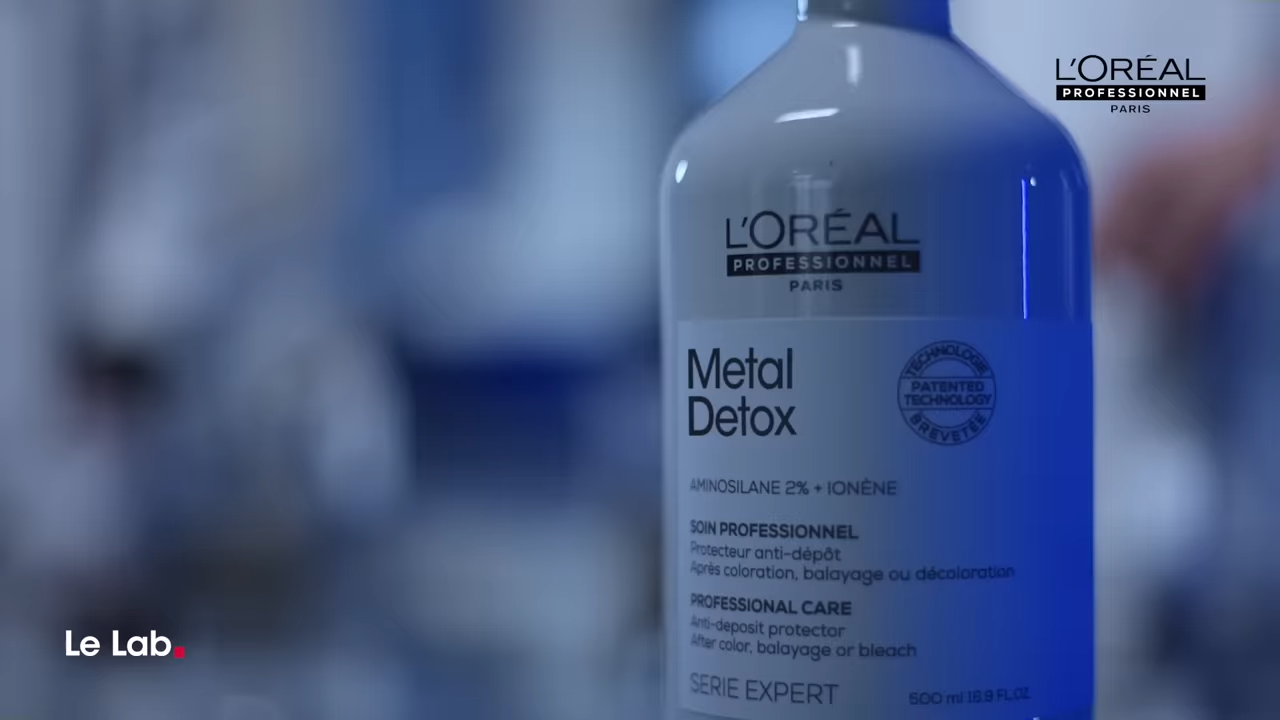 L'ORÉAL
PROFESSIONNEL
PARIS
L'ORÉAL
PROFESSIONNEL
PARIS
Metal
Detox
TECHNOLOGIE
PATENTED
TECHNOLOGY
BREVETÉE
AMINOSILANE 2% + IONÈNE
SOIN PROFESSIONNEL
Protecteur anti-dépôt
Après coloration, balayage ou décoloration
PROFESSIONAL CARE
Anti-deposit protector
After color, balayage or bleach
SERIE EXPERT
500 ml 16.9 FL.OZ
Le Lab.